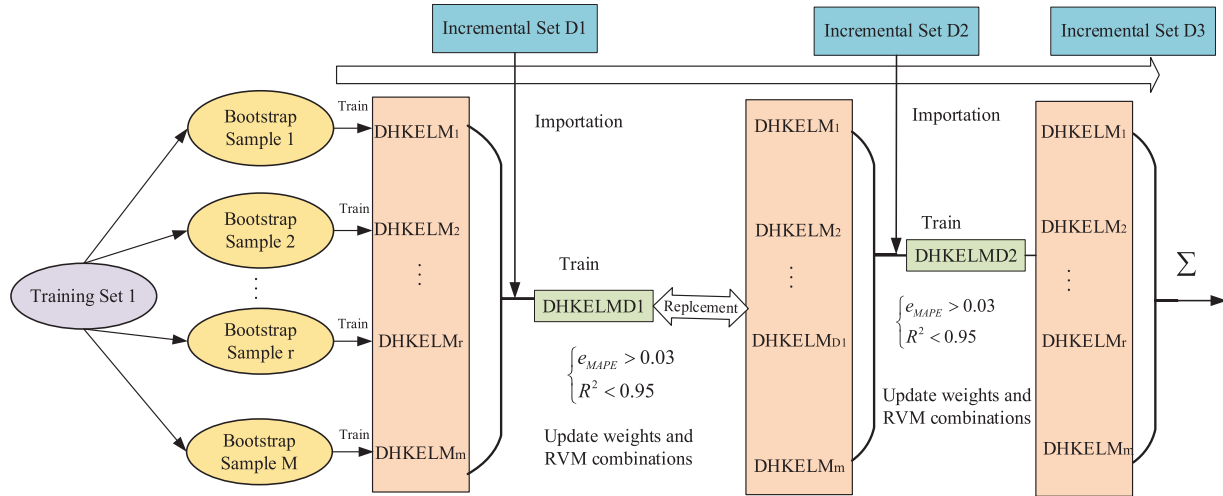 Incremental Set D1
Incremental Set D2
Incremental Set D3
Training Set 1
Bootstrap
Sample 1
Bootstrap
Sample 2
⋮
Bootstrap
Sample r
Bootstrap
Sample M
Train
Train
Train
Train
DHKELM₁
DHKELM₂
⋮
DHKELMᵣ
DHKELMₘ
Importation
Train
DHKELMD1
Replcement
e_MAPE > 0.03
R² < 0.95
Update weights and
RVM combinations
DHKELM₁
DHKELM₂
⋮
DHKELM_D1
DHKELMₘ
Importation
Train
DHKELMD2
e_MAPE > 0.03
R² < 0.95
Update weights and
RVM combinations
DHKELM₁
DHKELM₂
⋮
DHKELMᵣ
DHKELMₘ
Σ